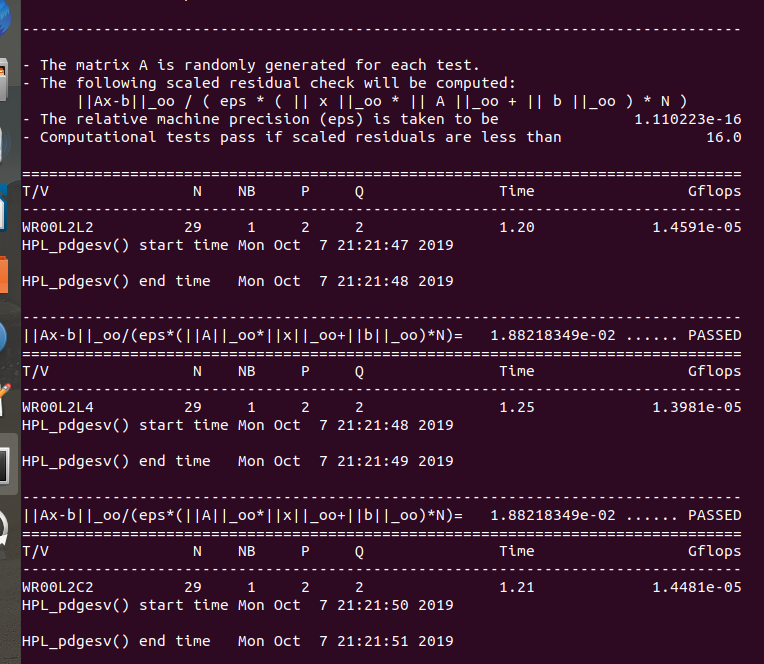 --------------------------------------------------------------------------------
- The matrix A is randomly generated for each test.
- The following scaled residual check will be computed:
      ||Ax-b||_oo / ( eps * ( || x ||_oo * || A ||_oo + || b ||_oo ) * N )
- The relative machine precision (eps) is taken to be               1.110223e-16
- Computational tests pass if scaled residuals are less than                16.0
================================================================================
T/V                N    NB     P     Q               Time                 Gflops
--------------------------------------------------------------------------------
WR00L2L2          29     1     2     2               1.20             1.4591e-05
HPL_pdgesv() start time Mon Oct  7 21:21:47 2019
HPL_pdgesv() end time   Mon Oct  7 21:21:48 2019
--------------------------------------------------------------------------------
||Ax-b||_oo/(eps*(||A||_oo*||x||_oo+||b||_oo)*N)=   1.88218349e-02 ...... PASSED
================================================================================
T/V                N    NB     P     Q               Time                 Gflops
--------------------------------------------------------------------------------
WR00L2L4          29     1     2     2               1.25             1.3981e-05
HPL_pdgesv() start time Mon Oct  7 21:21:48 2019
HPL_pdgesv() end time   Mon Oct  7 21:21:49 2019
--------------------------------------------------------------------------------
||Ax-b||_oo/(eps*(||A||_oo*||x||_oo+||b||_oo)*N)=   1.88218349e-02 ...... PASSED
================================================================================
T/V                N    NB     P     Q               Time                 Gflops
--------------------------------------------------------------------------------
WR00L2C2          29     1     2     2               1.21             1.4481e-05
HPL_pdgesv() start time Mon Oct  7 21:21:50 2019
HPL_pdgesv() end time   Mon Oct  7 21:21:51 2019